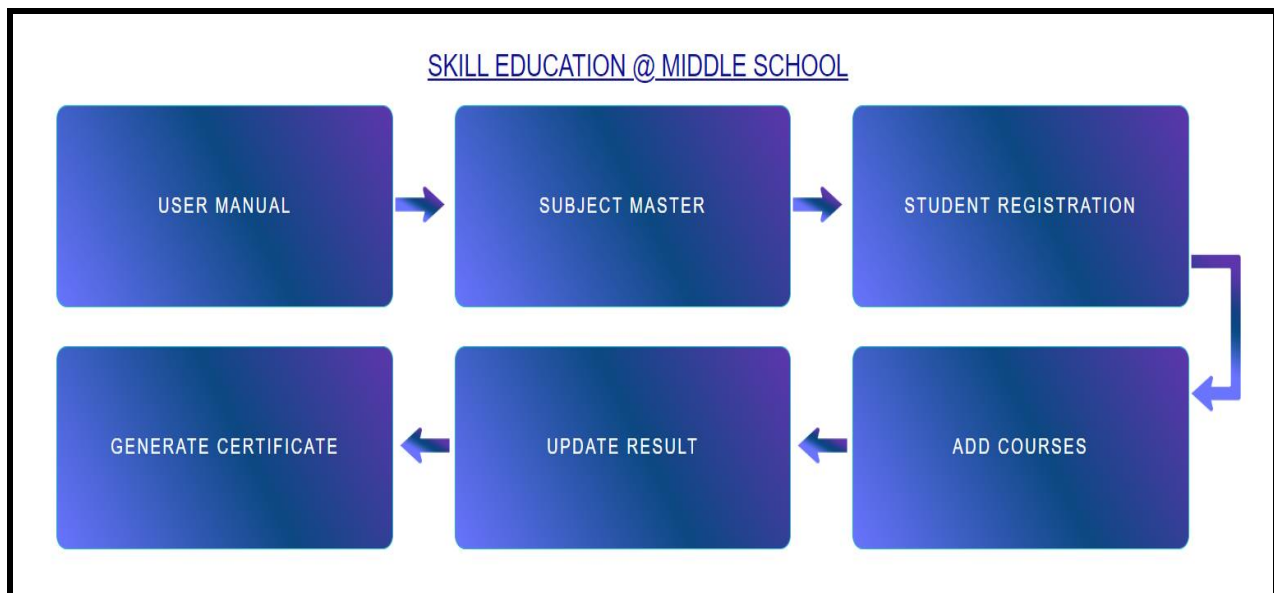 SKILL EDUCATION @ MIDDLE SCHOOL
USER MANUAL
SUBJECT MASTER
STUDENT REGISTRATION
ADD COURSES
UPDATE RESULT
GENERATE CERTIFICATE